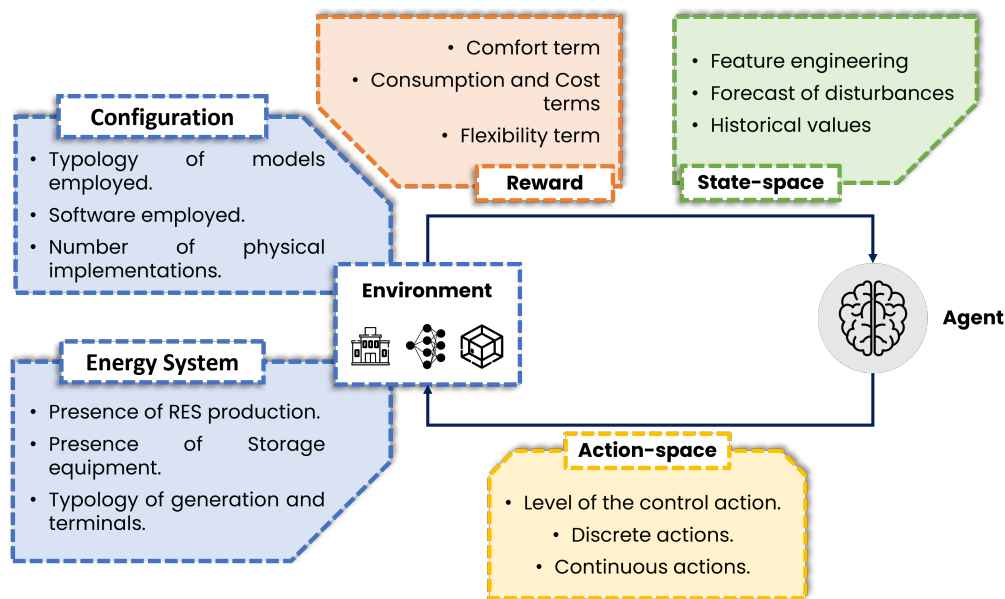 Configuration
• Typology of models
employed.
• Software employed.
• Number of physical
implementations.
• Comfort term
• Consumption and Cost
terms
• Flexibility term
Reward
• Feature engineering
• Forecast of disturbances
• Historical values
State-space
Environment
Agent
Energy System
• Presence of RES production.
• Presence of Storage
equipment.
• Typology of generation and
terminals.
Action-space
• Level of the control action.
• Discrete actions.
• Continuous actions.